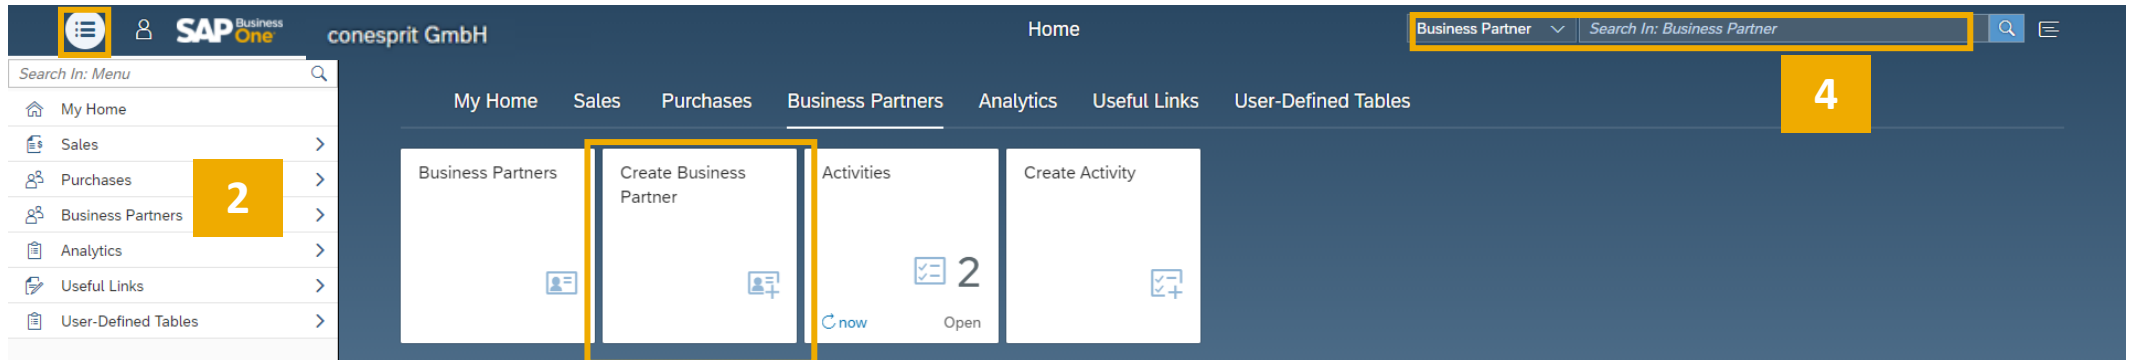 SAP Business One
conesprit GmbH
Home
Business Partner
Search In: Business Partner
4
Search In: Menu
My Home
Sales
Purchases
Business Partners
Analytics
Useful Links
User-Defined Tables
2
My Home Sales Purchases Business Partners Analytics Useful Links User-Defined Tables
Business Partners
Create Business
Partner
Activities
2
now Open
Create Activity